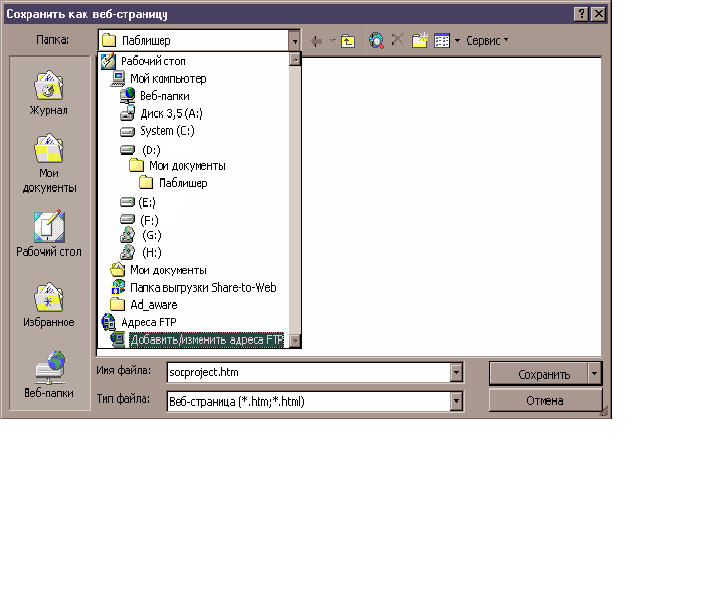 Сохранить как веб-страницу
Папка: Паблишер Сервис
Рабочий стол
Мой компьютер
Веб-папки
Диск 3,5 (A:)
System (C:)
(D:)
Мои документы
Паблишер
(E:)
(F:)
(G:)
(H:)
Мои документы
Папка выгрузки Share-to-Web
Ad_aware
Адреса FTP
Добавить/изменить адреса FTP
Журнал
Мои
документы
Рабочий стол
Избранное
Веб-папки
Имя файла: socproject.htm Сохранить
Тип файла: Веб-страница (*.htm;*.html) Отмена